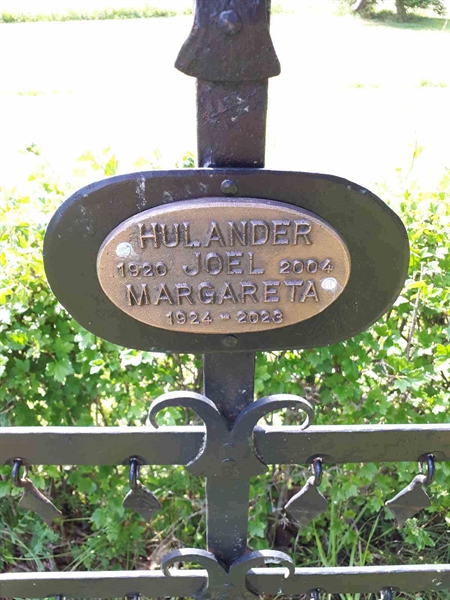 HULANDER
1920 JOEL 2004
MARGARETA
1924 - 2023